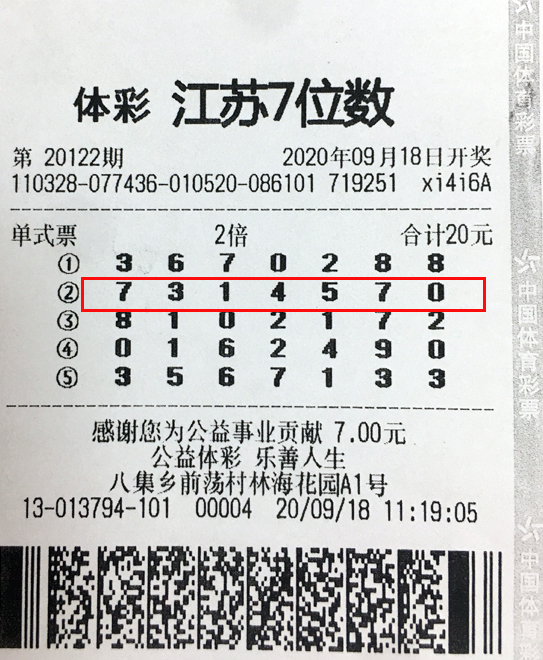 体彩 江苏7位数
第 20122期 2020年09月18日开奖
110328-077436-010520-086101 719251 xi4i6A
单式票 2倍 合计20元
① 3 6 7 0 2 8 8
② 7 3 1 4 5 7 0
③ 8 1 0 2 1 7 2
④ 0 1 6 2 4 9 0
⑤ 3 5 6 7 1 3 3
感谢您为公益事业贡献 7.00元
公益体彩 乐善人生
八集乡前荡村林海花园A1号
13-013794-101 00004 20/09/18 11:19:05
中国体育彩票
中国体育彩票
中国体育